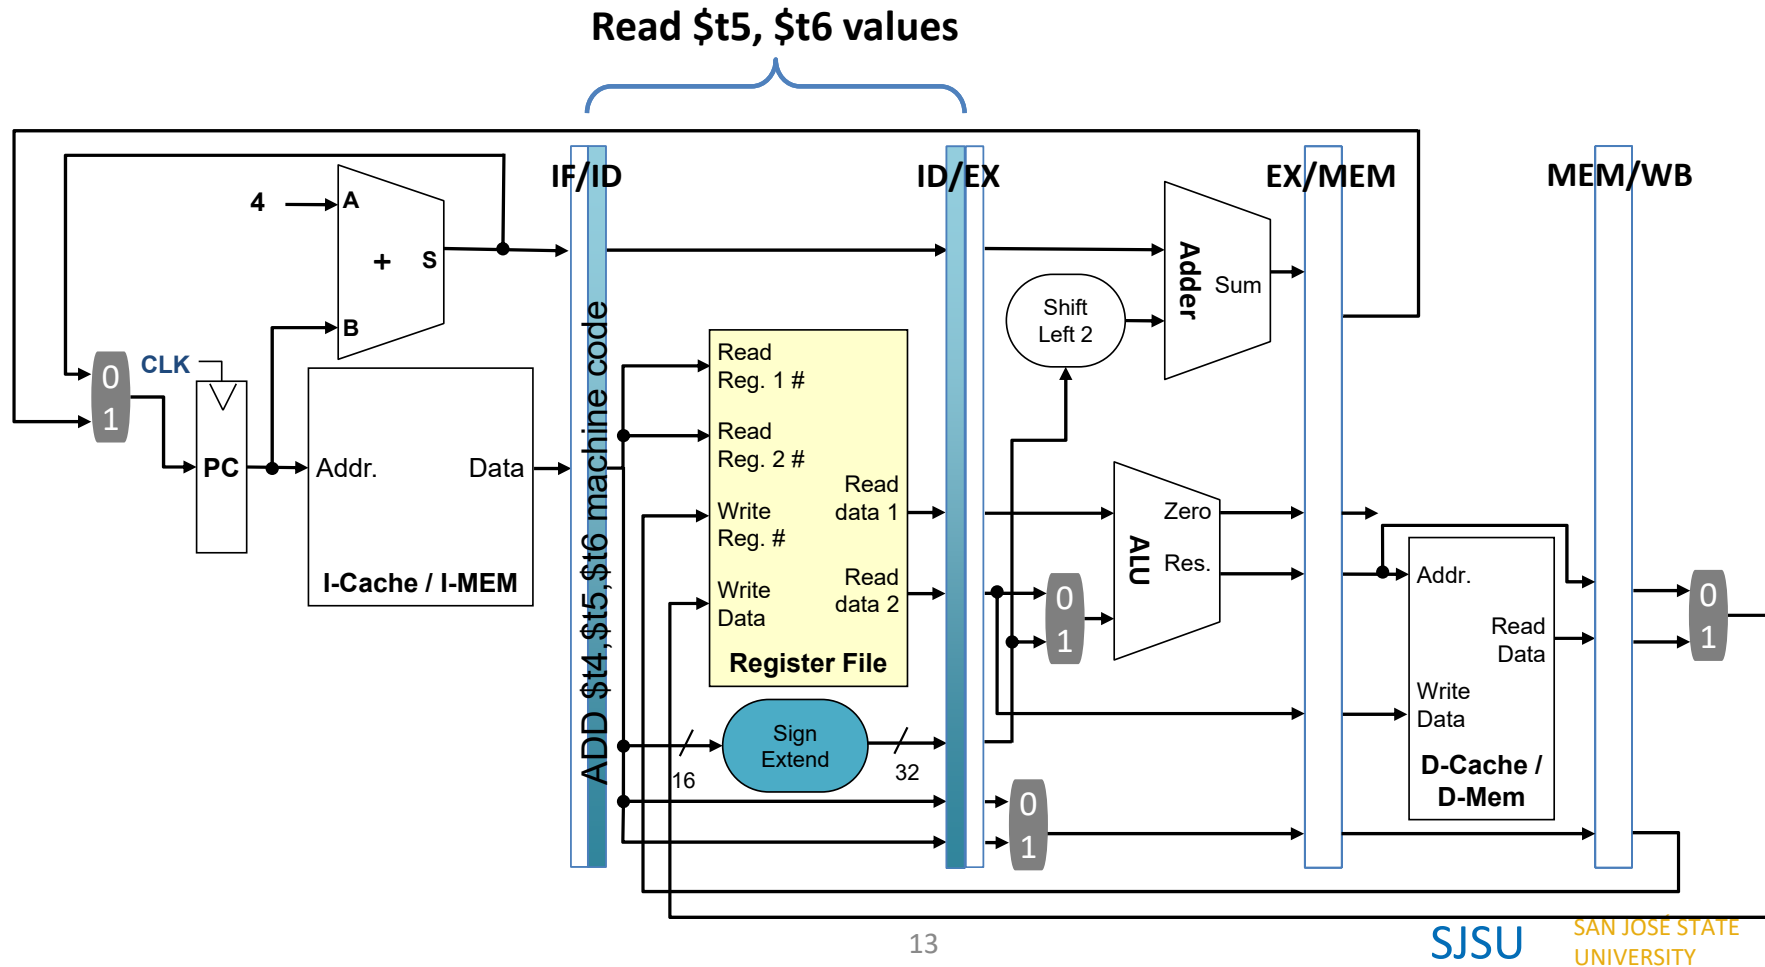 Read $t5, $t6 values
IF/ID
ID/EX
EX/MEM
MEM/WB
4
A
+
S
B
CLK
0
1
PC
Addr.
Data
I-Cache / I-MEM
ADD $t4,$t5,$t6 machine code
Read
Reg. 1 #
Read
Reg. 2 #
Write
Reg. #
Write
Data
Read
data 1
Read
data 2
Register File
Sign
Extend
16
32
Shift
Left 2
Adder
Sum
ALU
Zero
Res.
0
1
0
1
Addr.
Read
Data
Write
Data
D-Cache /
D-Mem
0
1
13
SJSU
SAN JOSÉ STATE
UNIVERSITY